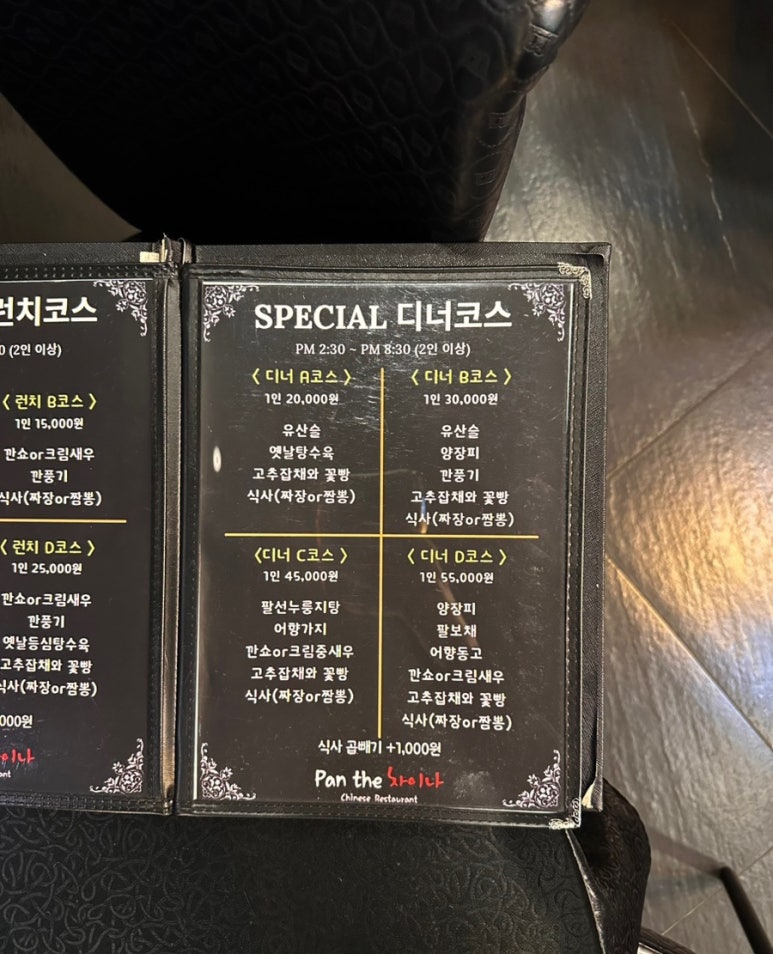 런치코스
0 (2인 이상)
〈 런치 B코스 〉
1인 15,000원
깐쇼or크림새우
깐풍기
식사(짜장or짬뽕)
〈 런치 D코스 〉
1인 25,000원
깐쇼or크림새우
깐풍기
옛날등심탕수육
고추잡채와 꽃빵
식사(짜장or짬뽕)
000원
SPECIAL 디너코스
PM 2:30 ~ PM 8:30 (2인 이상)
〈 디너 A코스 〉
1인 20,000원
유산슬
옛날탕수육
고추잡채와 꽃빵
식사(짜장or짬뽕)
〈 디너 B코스 〉
1인 30,000원
유산슬
양장피
깐풍기
고추잡채와 꽃빵
식사(짜장or짬뽕)
〈디너 C코스 〉
1인 45,000원
팔선누룽지탕
어향가지
깐쇼or크림중새우
고추잡채와 꽃빵
식사(짜장or짬뽕)
〈 디너 D코스 〉
1인 55,000원
양장피
팔보채
어향동고
깐쇼or크림새우
고추잡채와 꽃빵
식사(짜장or짬뽕)
식사 곱빼기 +1,000원
Pan the 차이나
Chinese Restaurant